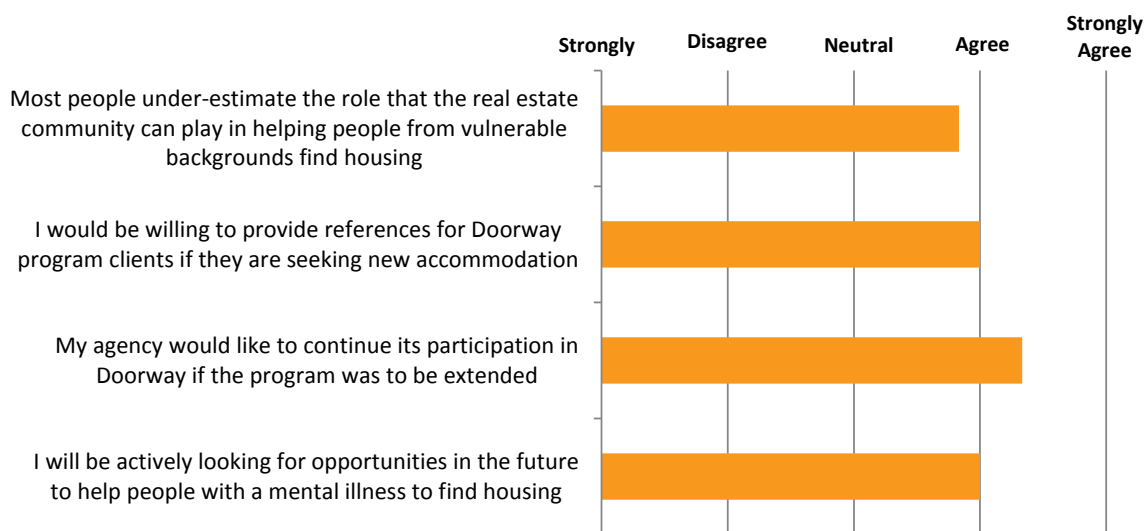 Strongly
Disagree
Neutral
Agree
Strongly
Agree
Most people under-estimate the role that the real estate
community can play in helping people from vulnerable
backgrounds find housing
I would be willing to provide references for Doorway
program clients if they are seeking new accommodation
My agency would like to continue its participation in
Doorway if the program was to be extended
I will be actively looking for opportunities in the future
to help people with a mental illness to find housing